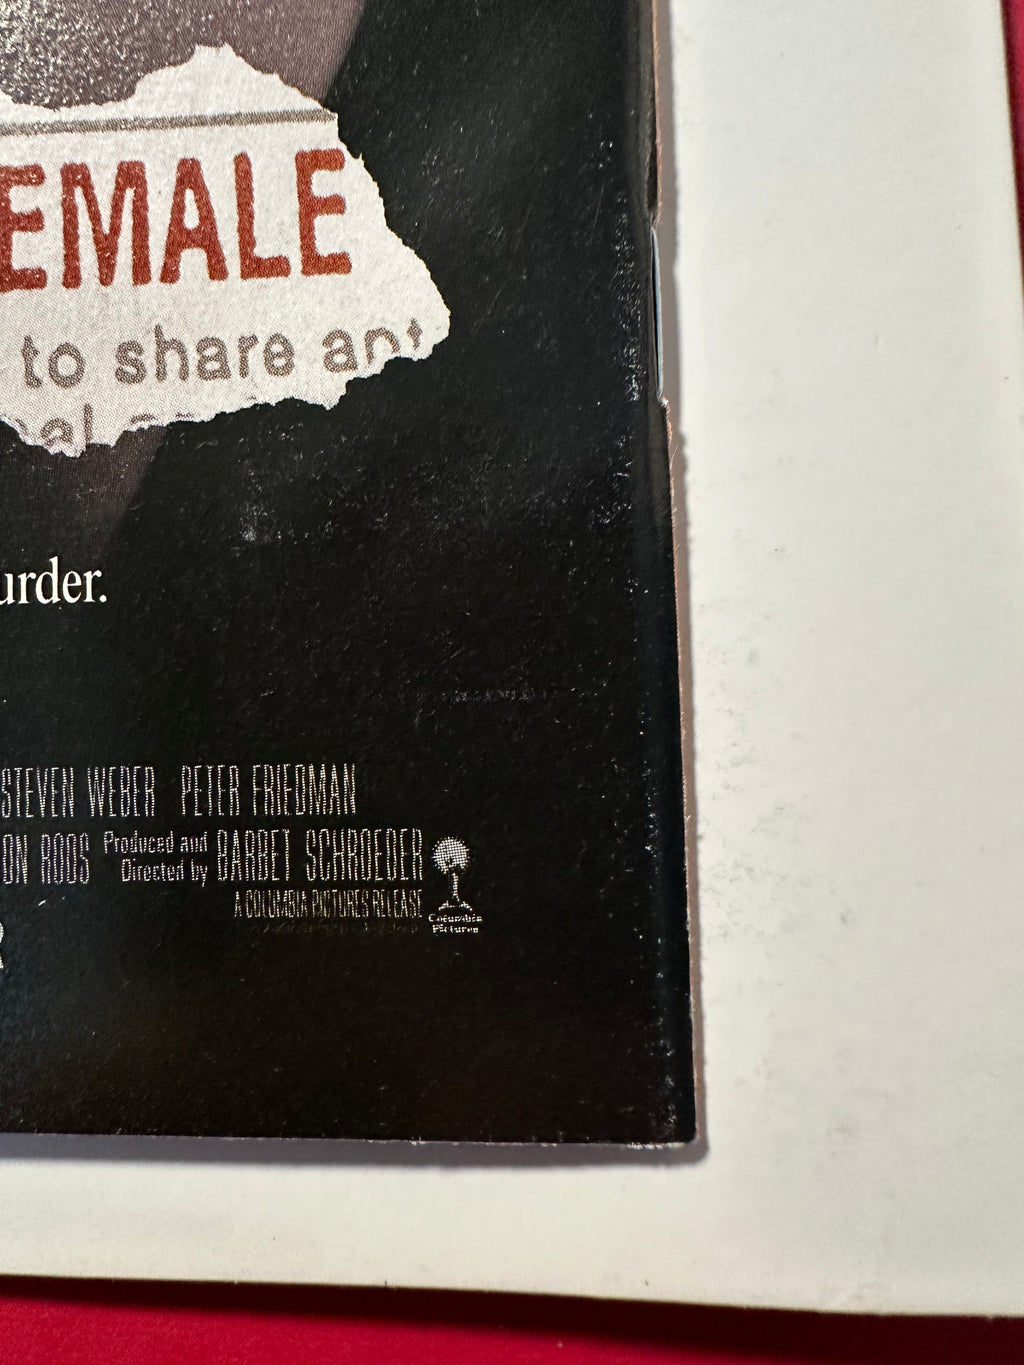 EMALE
to share
urder.
STEVEN WEBER PETER FRIEDMAN
ON ROOS Produced and Directed by BARBET SCHROEDER
A COLUMBIA PICTURES RELEASE
Columbia
Pictures